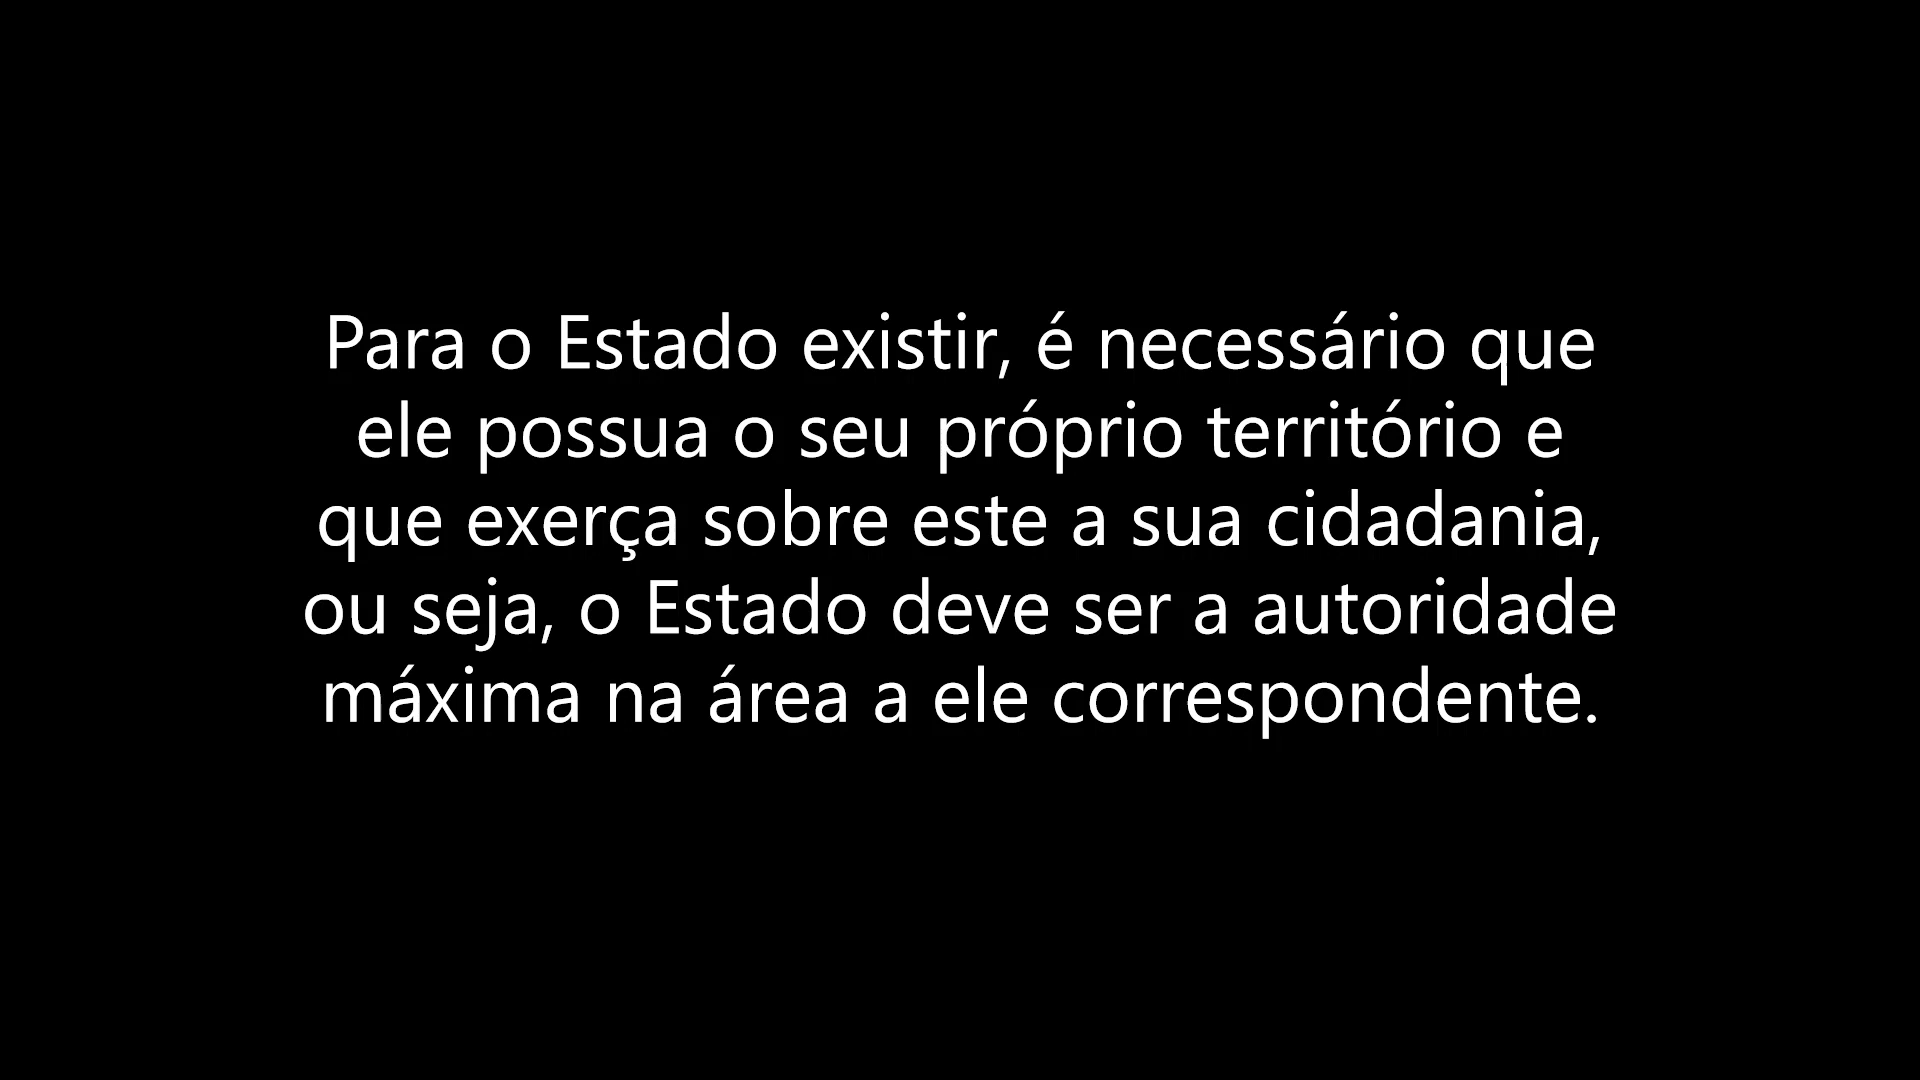 Para o Estado existir, é necessário que
ele possua o seu próprio território e
que exerça sobre este a sua cidadania,
ou seja, o Estado deve ser a autoridade
máxima na área a ele correspondente.